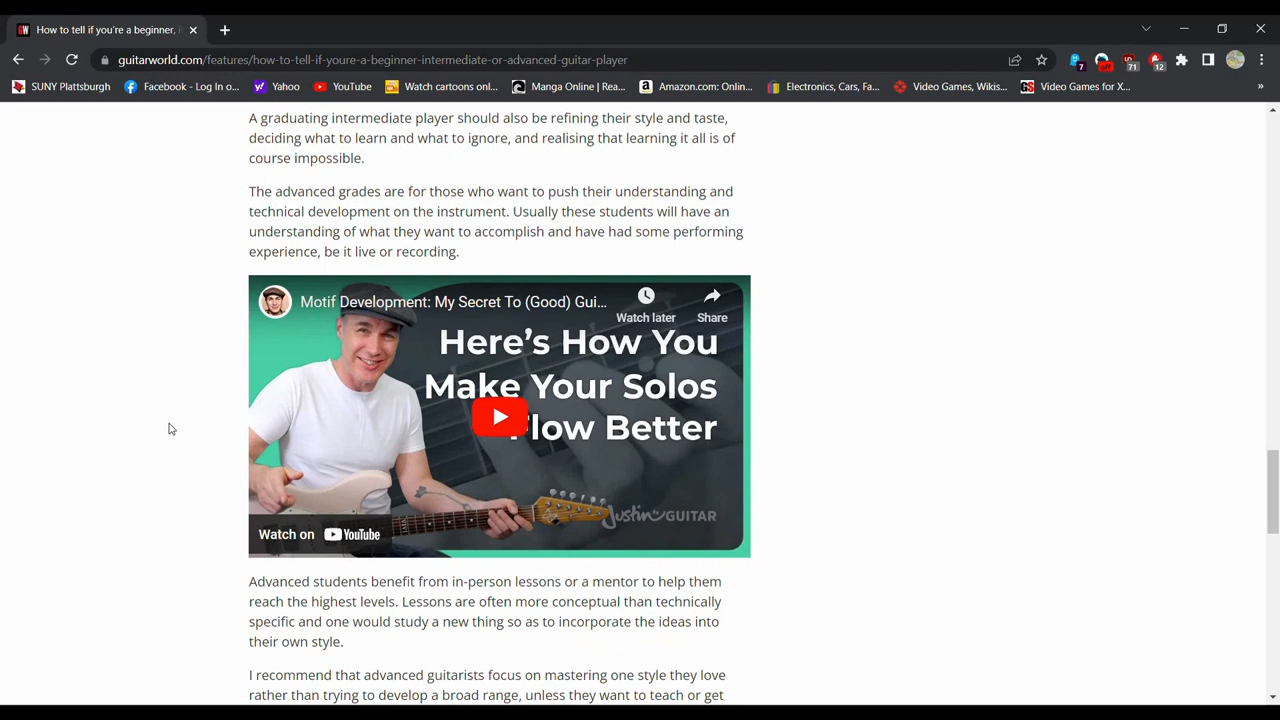 How to tell if you're a beginner, i
guitarworld.com/features/how-to-tell-if-youre-a-beginner-intermediate-or-advanced-guitar-player
7
off
71
12
SUNY Plattsburgh
Facebook - Log In o...
Yahoo
YouTube
Watch cartoons onl...
Manga Online | Rea...
Amazon.com: Onlin...
Electronics, Cars, Fa...
Video Games, Wikis...
Video Games for X...
»
A graduating intermediate player should also be refining their style and taste,
deciding what to learn and what to ignore, and realising that learning it all is of
course impossible.
The advanced grades are for those who want to push their understanding and
technical development on the instrument. Usually these students will have an
understanding of what they want to accomplish and have had some performing
experience, be it live or recording.
Motif Development: My Secret To (Good) Gui...
Watch later
Share
Here's How You
Make Your Solos
Flow Better
Justin GUITAR
Watch on YouTube
Advanced students benefit from in-person lessons or a mentor to help them
reach the highest levels. Lessons are often more conceptual than technically
specific and one would study a new thing so as to incorporate the ideas into
their own style.
I recommend that advanced guitarists focus on mastering one style they love
rather than trying to develop a broad range, unless they want to teach or get